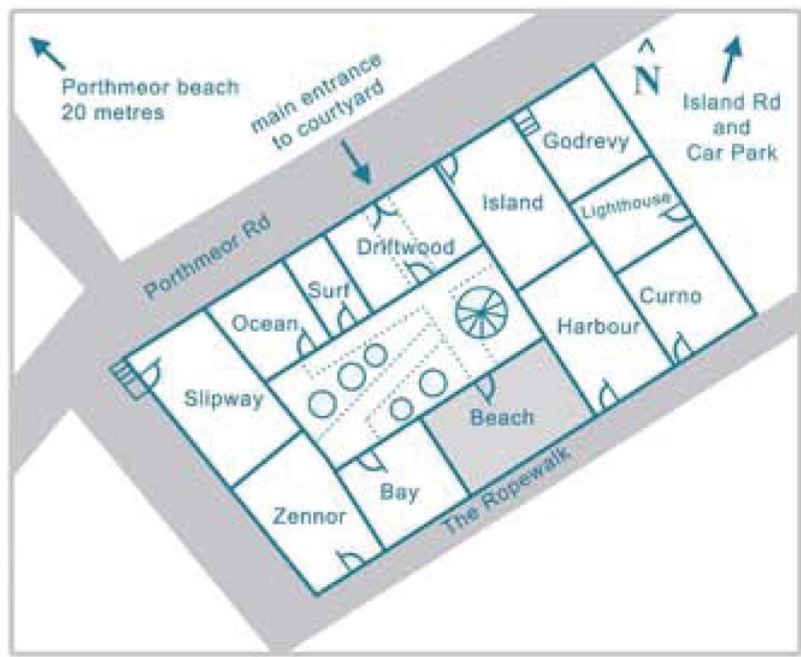 Porthmeor beach
20 metres
main entrance
to courtyard
N
Island Rd
and
Car Park
Porthmeor Rd
Godrevy
Island
Lighthouse
Driftwood
Surf
Ocean
Curno
Harbour
Slipway
Beach
Bay
Zennor
The Ropewalk